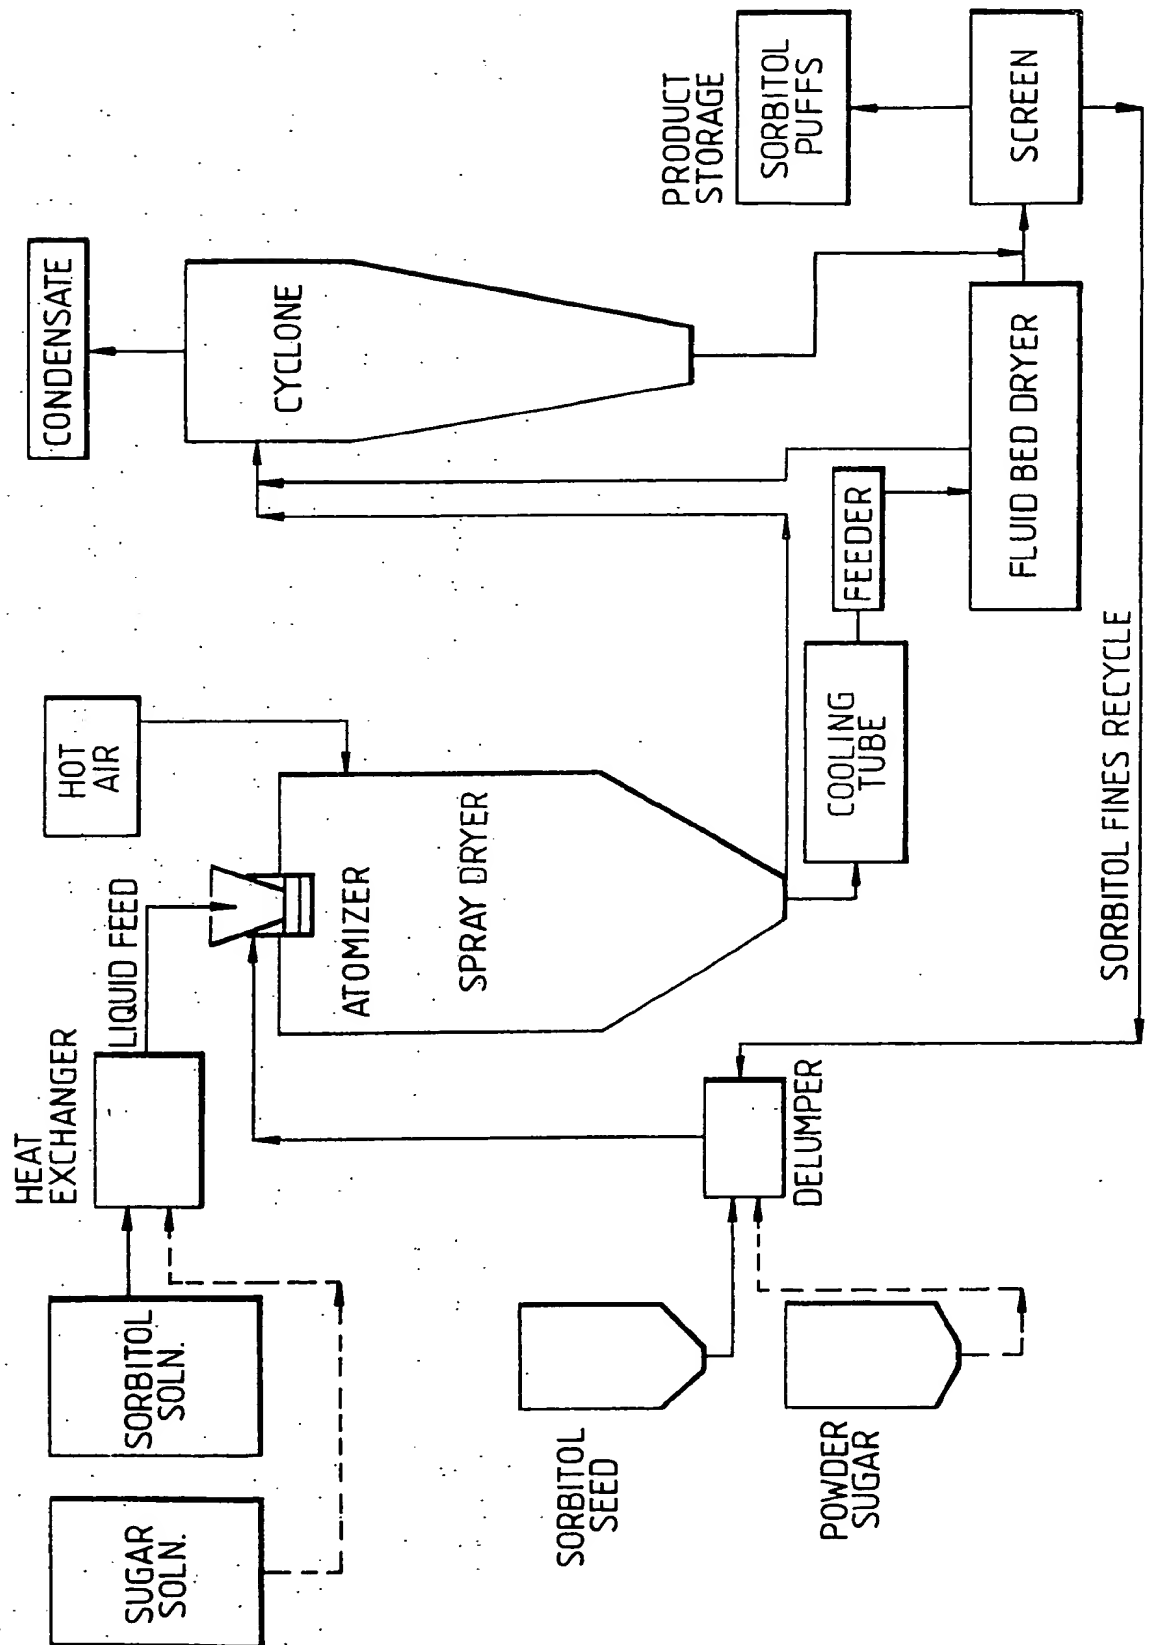 SUGAR
SOLN.
SORBITOL
SOLN.
HEAT
EXCHANGER
LIQUID FEED
HOT
AIR
CONDENSATE
ATOMIZER
SPRAY DRYER
CYCLONE
PRODUCT
STORAGE
SORBITOL
PUFFS
SORBITOL
SEED
POWDER
SUGAR
DELUMPER
COOLING
TUBE
FEEDER
FLUID BED DRYER
SCREEN
SORBITOL FINES RECYCLE